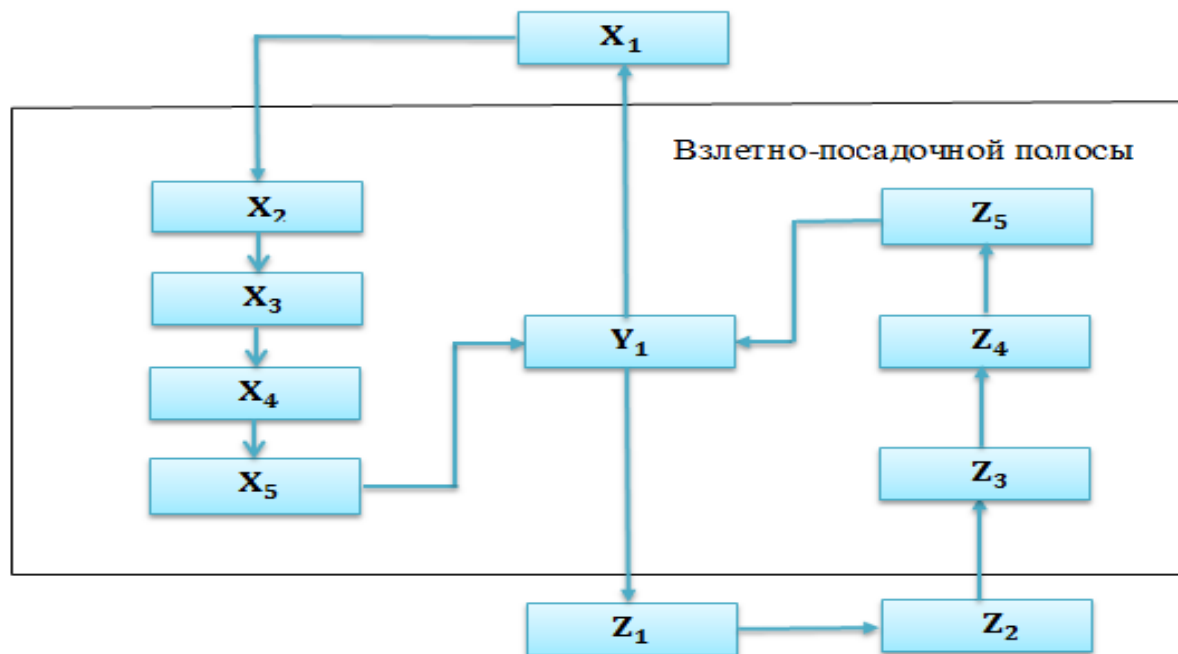 X₁
Взлетно-посадочной полосы
X₂
Z₅
X₃
Y₁
Z₄
X₄
X₅
Z₃
Z₁
Z₂